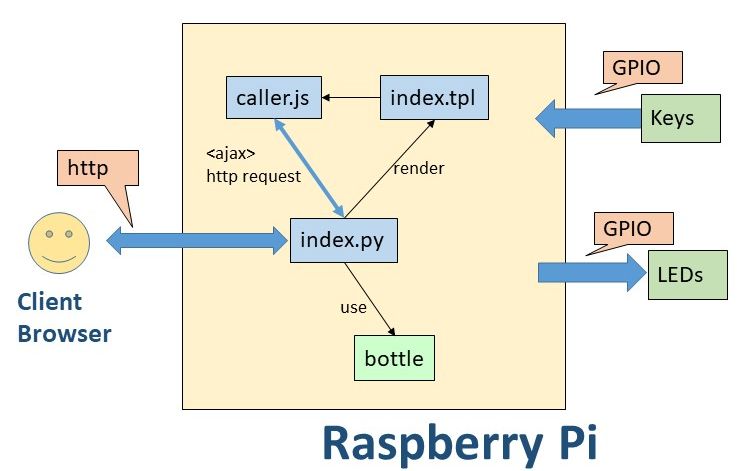 GPIO
caller.js
index.tpl
Keys
<ajax>
http request
render
http
GPIO
index.py
LEDs
Client
Browser
use
bottle
Raspberry Pi